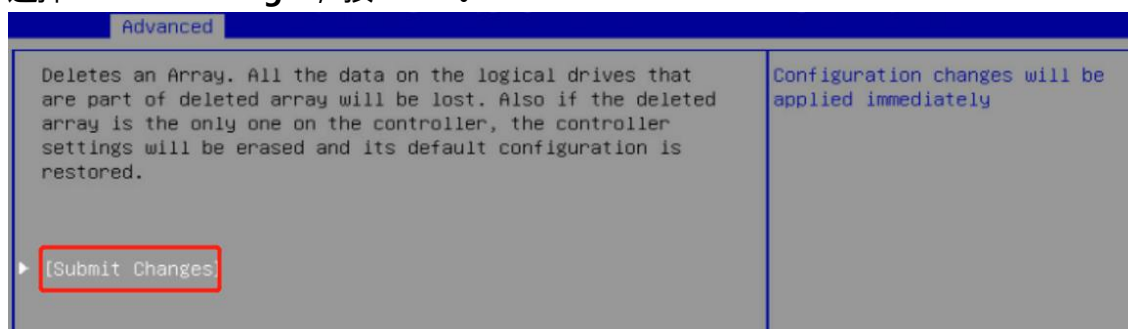 Advanced
Deletes an Array. All the data on the logical drives that
are part of deleted array will be lost. Also if the deleted
array is the only one on the controller, the controller
settings will be erased and its default configuration is
restored.
[Submit Changes]
Configuration changes will be
applied immediately